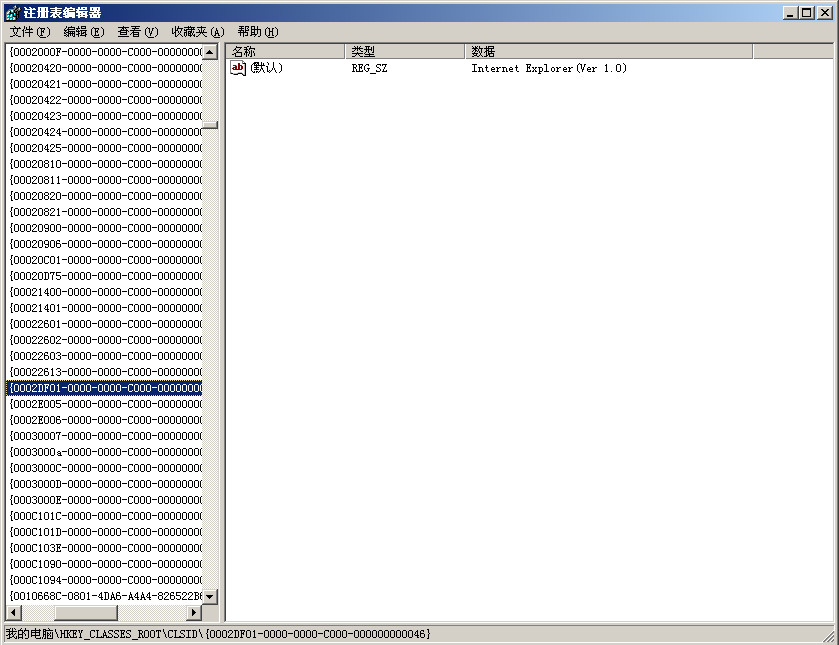 注册表编辑器
文件(F) 编辑(E) 查看(V) 收藏夹(A) 帮助(H)
{0002000F-0000-0000-C000-00000000
{00020420-0000-0000-C000-00000000
{00020421-0000-0000-C000-00000000
{00020422-0000-0000-C000-00000000
{00020423-0000-0000-C000-00000000
{00020424-0000-0000-C000-00000000
{00020425-0000-0000-C000-00000000
{00020810-0000-0000-C000-00000000
{00020811-0000-0000-C000-00000000
{00020820-0000-0000-C000-00000000
{00020821-0000-0000-C000-00000000
{00020900-0000-0000-C000-00000000
{00020906-0000-0000-C000-00000000
{00020C01-0000-0000-C000-00000000
{00020D75-0000-0000-C000-00000000
{00021400-0000-0000-C000-00000000
{00021401-0000-0000-C000-00000000
{00022601-0000-0000-C000-00000000
{00022602-0000-0000-C000-00000000
{00022603-0000-0000-C000-00000000
{00022613-0000-0000-C000-00000000
{0002DF01-0000-0000-C000-00000000
{0002E005-0000-0000-C000-00000000
{0002E006-0000-0000-C000-00000000
{00030007-0000-0000-C000-00000000
{0003000a-0000-0000-C000-00000000
{0003000C-0000-0000-C000-00000000
{0003000D-0000-0000-C000-00000000
{0003000E-0000-0000-C000-00000000
{000C101C-0000-0000-C000-00000000
{000C101D-0000-0000-C000-00000000
{000C103E-0000-0000-C000-00000000
{000C1090-0000-0000-C000-00000000
{000C1094-0000-0000-C000-00000000
{0010668C-0801-4DA6-A4A4-826522B6
名称 类型 数据
ab (默认) REG_SZ Internet Explorer(Ver 1.0)
我的电脑\HKEY_CLASSES_ROOT\CLSID\{0002DF01-0000-0000-C000-000000000046}